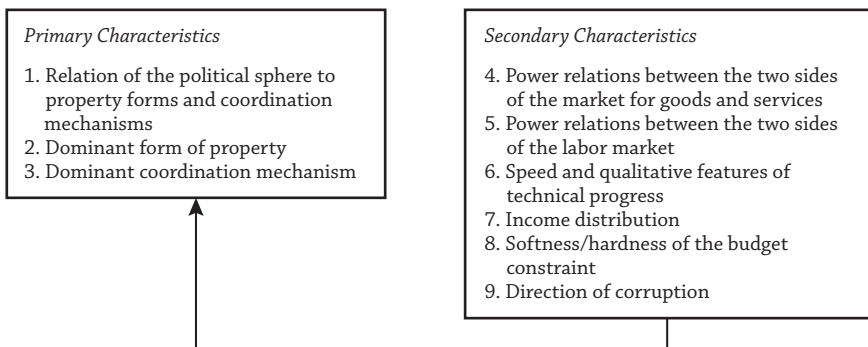 Primary Characteristics
1. Relation of the political sphere to
property forms and coordination
mechanisms
2. Dominant form of property
3. Dominant coordination mechanism
Secondary Characteristics
4. Power relations between the two sides
of the market for goods and services
5. Power relations between the two sides
of the labor market
6. Speed and qualitative features of
technical progress
7. Income distribution
8. Softness/hardness of the budget
constraint
9. Direction of corruption